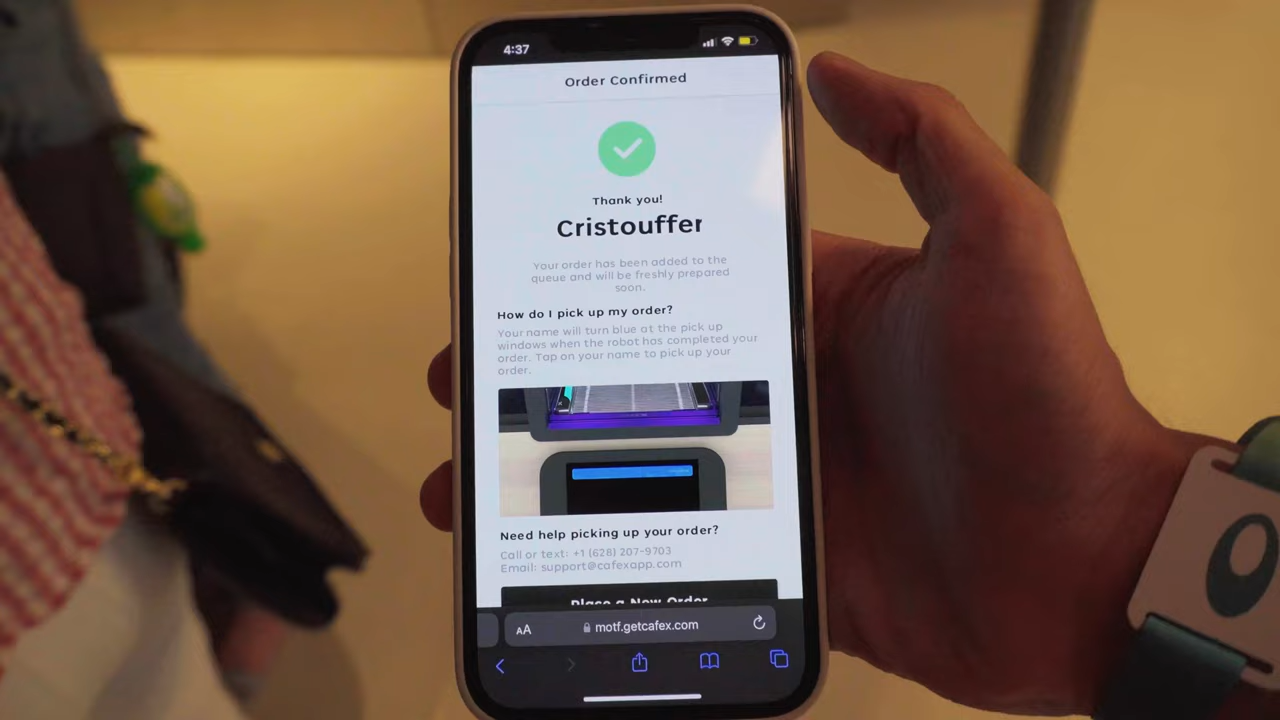 4:37
Order Confirmed
Thank you!
Cristouffer
Your order has been added to the
queue and will be freshly prepared
soon.
How do I pick up my order?
Your name will turn blue at the pick up
windows when the robot has completed your
order. Tap on your name to pick up your
order.
Need help picking up your order?
Call or text: +1 (628) 207-9703
Email: support@cafexapp.com
Place a New Order
AA motf.getcafex.com